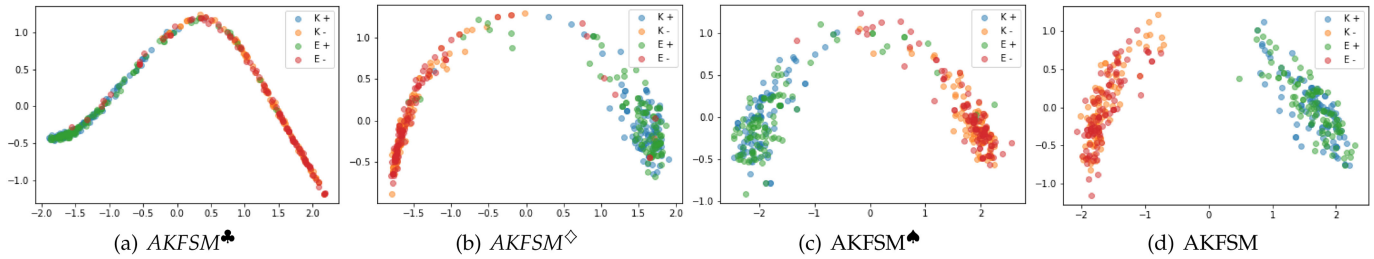 K +
K -
E +
E -
1.0
0.5
0.0
−0.5
−1.0
−2.0 −1.5 −1.0 −0.5 0.0 0.5 1.0 1.5 2.0
(a) AKFSM♣
K +
K -
E +
E -
1.0
0.5
0.0
−0.5
−1.5 −1.0 −0.5 0.0 0.5 1.0 1.5 2.0
(b) AKFSM♢
K +
K -
E +
E -
1.0
0.5
0.0
−0.5
−1.0
−2 −1 0 1 2
(c) AKFSM♠
K +
K -
E +
E -
1.0
0.5
0.0
−0.5
−1.0
−2 −1 0 1 2
(d) AKFSM